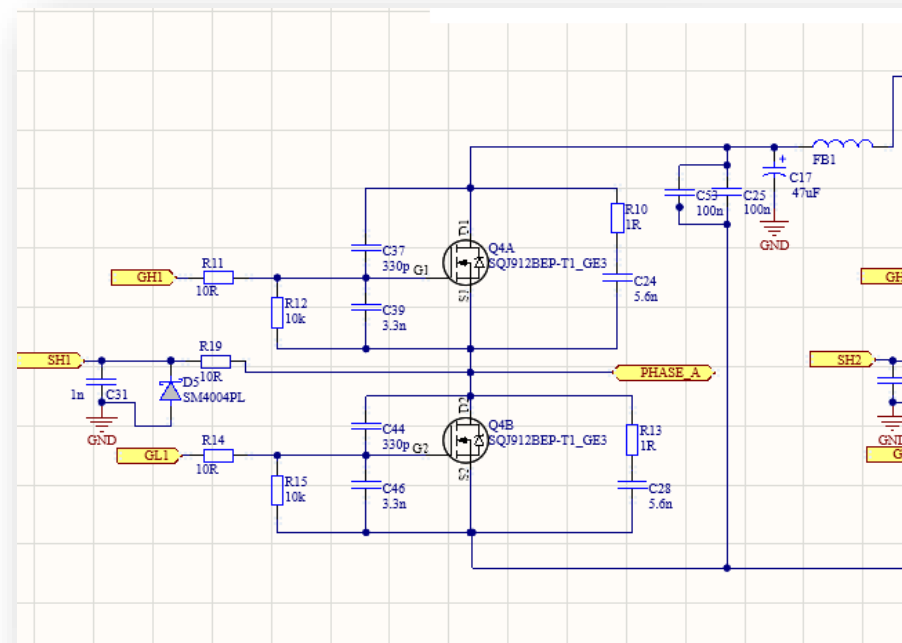 FB1
C17
47uF
C53
100n
C25
100n
GND
R10
1R
D1
Q4A
SQJ912BEP-T1_GE3
G1
S1
C37
330p
C24
5.6n
GH1
R11
10R
R12
10k
C39
3.3n
GH
SH1
R19
10R
PHASE_A
SH2
1n
C31
D5
SM4004PL
GND
GND
D2
Q4B
SQJ912BEP-T1_GE3
G2
S2
C44
330p
R13
1R
GL1
R14
10R
G
R15
10k
C46
3.3n
C28
5.6n